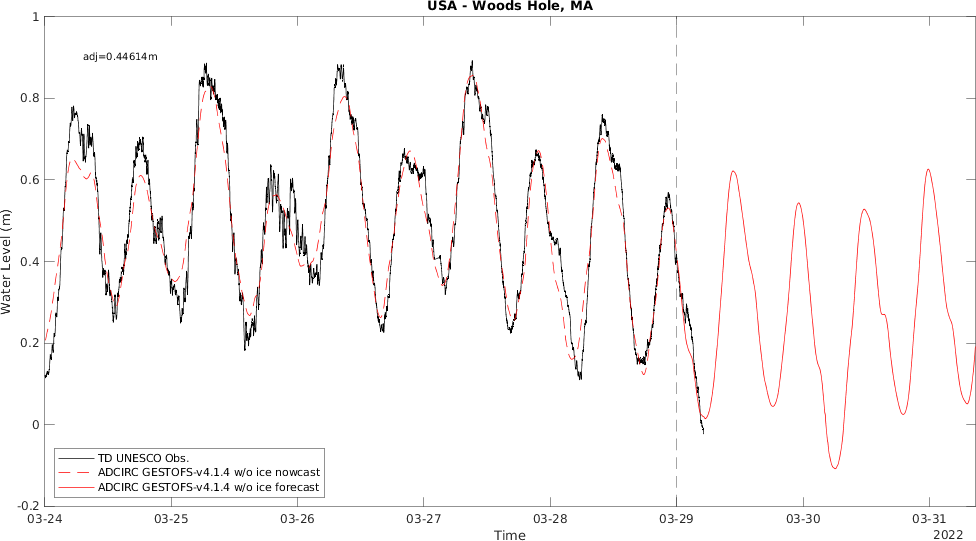 USA - Woods Hole, MA
adj=0.44614m
1
0.8
0.6
0.4
0.2
0
-0.2
Water Level (m)
TD UNESCO Obs.
ADCIRC GESTOFS-v4.1.4 w/o ice nowcast
ADCIRC GESTOFS-v4.1.4 w/o ice forecast
03-24 03-25 03-26 03-27 03-28 03-29 03-30 03-31
Time
2022